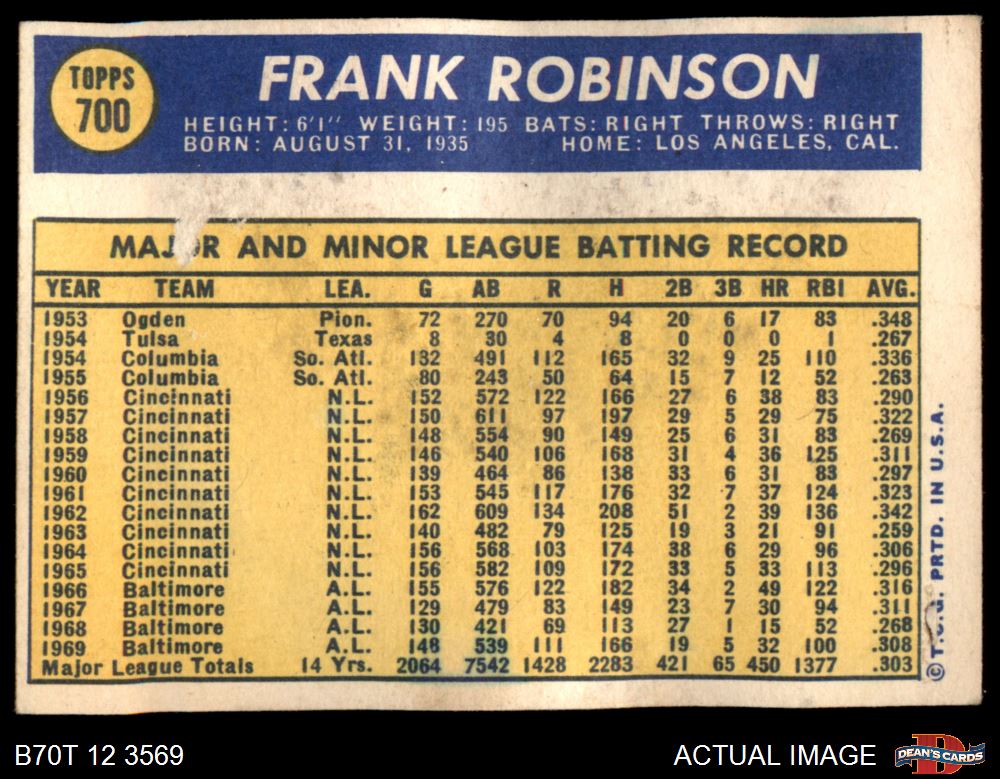 TOPPS
700
FRANK ROBINSON
HEIGHT: 6'1" WEIGHT: 195 BATS: RIGHT THROWS: RIGHT
BORN: AUGUST 31, 1935 HOME: LOS ANGELES, CAL.
MAJOR AND MINOR LEAGUE BATTING RECORD
YEAR TEAM LEA. G AB R H 2B 3B HR RBI AVG.
1953 Ogden Pion. 72 270 70 94 20 6 17 83 .348
1954 Tulsa Texas 8 30 4 8 0 0 0 1 .267
1954 Columbia So. Atl. 132 491 112 165 32 9 25 110 .336
1955 Columbia So. Atl. 80 243 50 64 15 7 12 52 .263
1956 Cincinnati N.L. 152 572 122 166 27 6 38 83 .290
1957 Cincinnati N.L. 150 611 97 197 29 5 29 75 .322
1958 Cincinnati N.L. 148 554 90 149 25 6 31 83 .269
1959 Cincinnati N.L. 146 540 106 168 31 4 36 125 .311
1960 Cincinnati N.L. 139 464 86 138 33 6 31 83 .297
1961 Cincinnati N.L. 153 545 117 176 32 7 37 124 .323
1962 Cincinnati N.L. 162 609 134 208 51 2 39 136 .342
1963 Cincinnati N.L. 140 482 79 125 19 3 21 91 .259
1964 Cincinnati N.L. 156 568 103 174 38 6 29 96 .306
1965 Cincinnati N.L. 156 582 109 172 33 5 33 113 .296
1966 Baltimore A.L. 155 576 122 182 34 2 49 122 .316
1967 Baltimore A.L. 129 479 83 149 23 7 30 94 .311
1968 Baltimore A.L. 130 421 69 113 27 1 15 52 .268
1969 Baltimore A.L. 148 539 111 166 19 5 32 100 .308
Major League Totals 14 Yrs. 2064 7542 1428 2283 421 65 450 1377 .303
© T.C.G. PRTD. IN U.S.A.
B70T 12 3569
ACTUAL IMAGE
DEAN'S CARDS